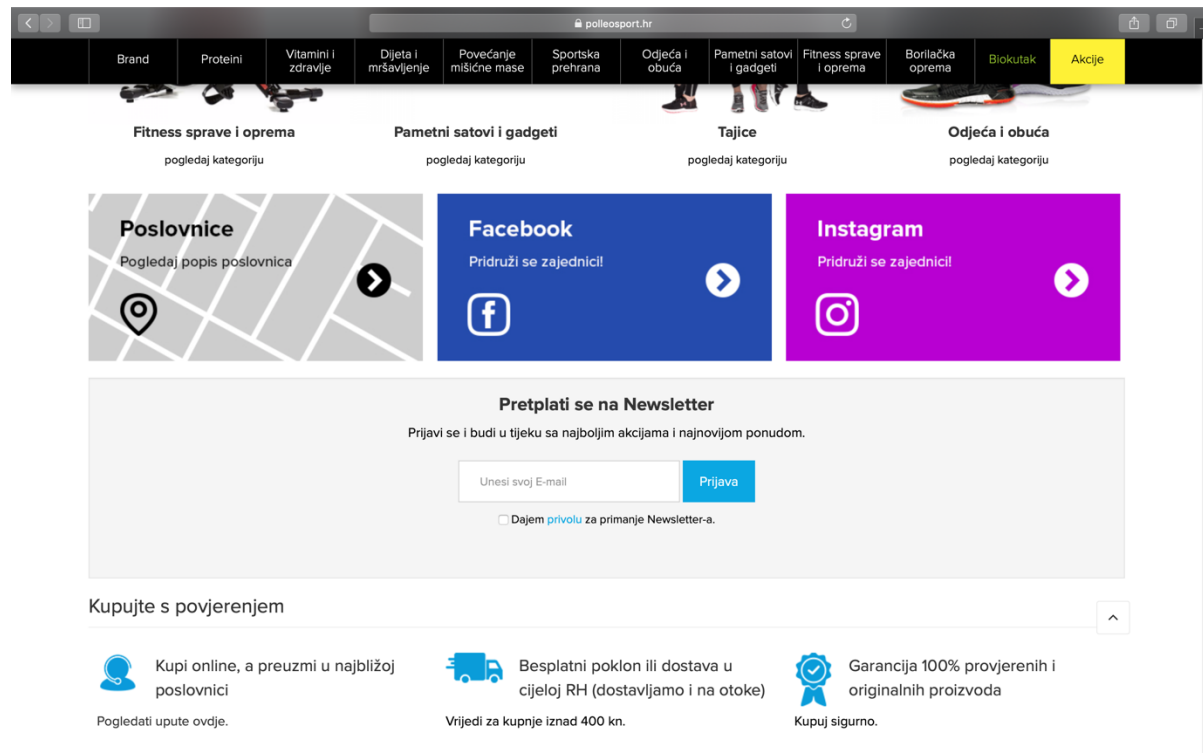 polleosport.hr
Brand
Proteini
Vitamini i
zdravlje
Dijeta i
mršavljenje
Povećanje
mišićne mase
Sportska
prehrana
Odjeća i
obuća
Pametni satovi
i gadgeti
Fitness sprave
i oprema
Borilačka
oprema
Biokutak
Akcije
Fitness sprave i oprema
pogledaj kategoriju
Pametni satovi i gadgeti
pogledaj kategoriju
Tajice
pogledaj kategoriju
Odjeća i obuća
pogledaj kategoriju
Poslovnice
Pogledaj popis poslovnica
Facebook
Pridruži se zajednici!
Instagram
Pridruži se zajednici!
Pretplati se na Newsletter
Prijavi se i budi u tijeku sa najboljim akcijama i najnovijom ponudom.
Unesi svoj E-mail
Prijava
Dajem privolu za primanje Newsletter-a.
Kupujte s povjerenjem
Kupi online, a preuzmi u najbližoj
poslovnici
Pogledati upute ovdje.
Besplatni poklon ili dostava u
cijeloj RH (dostavljamo i na otoke)
Vrijedi za kupnje iznad 400 kn.
Garancija 100% provjerenih i
originalnih proizvoda
Kupuj sigurno.